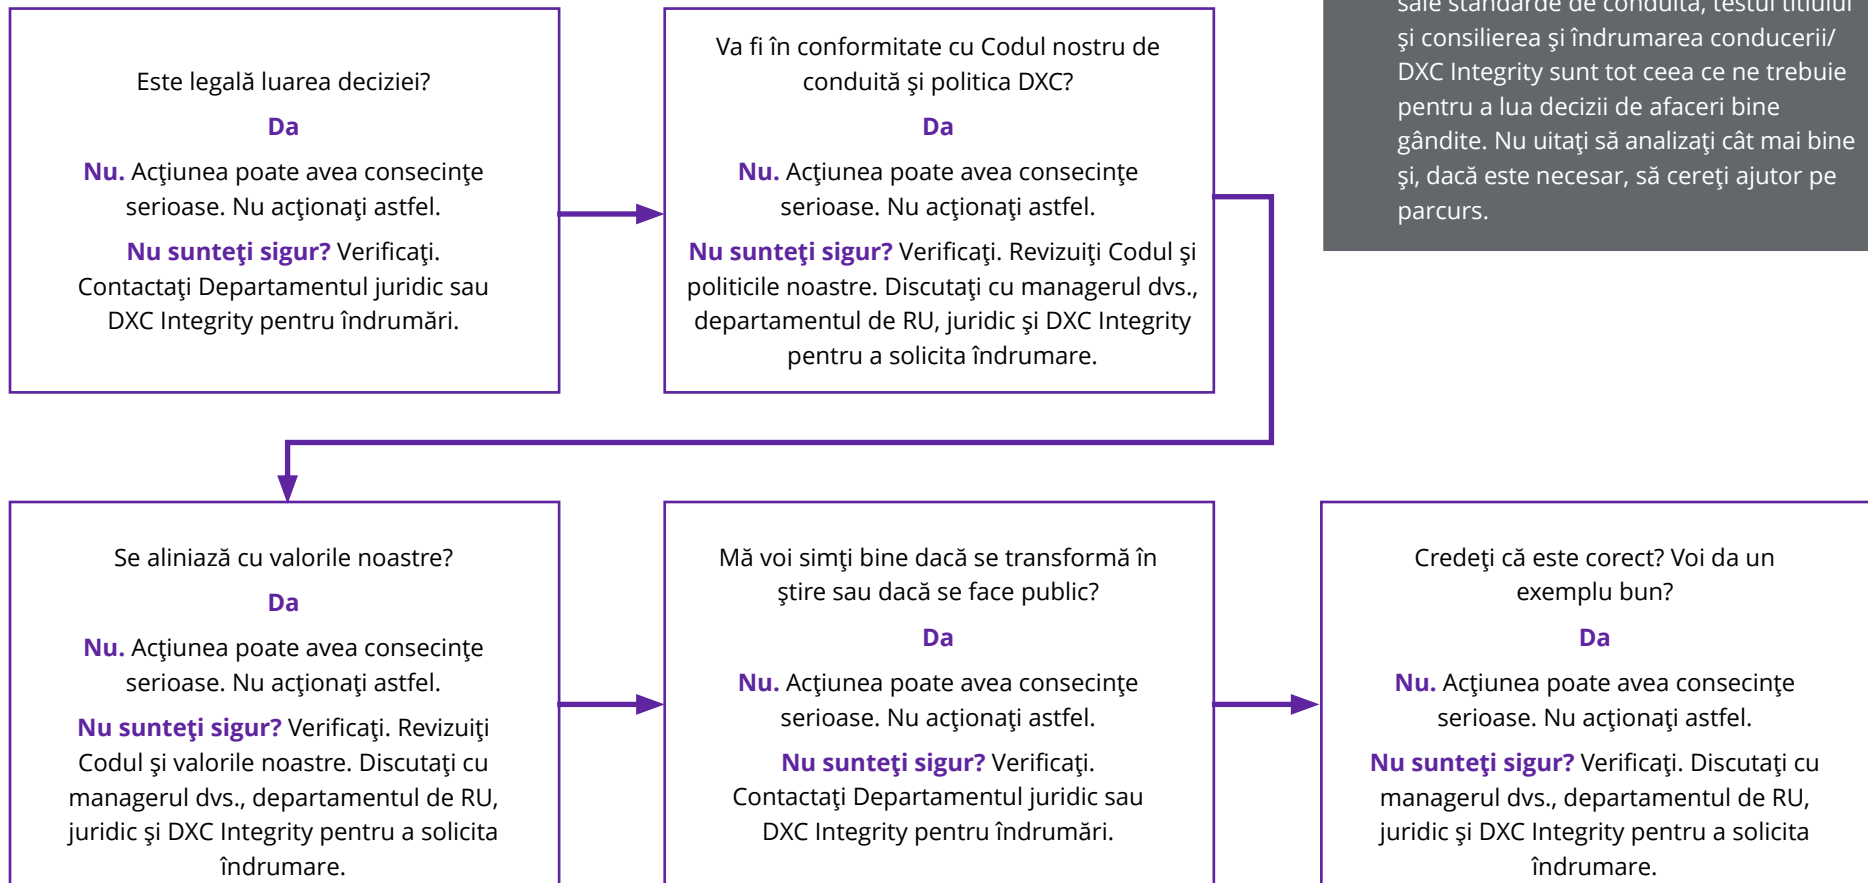 Este legală luarea deciziei?
Da
Nu. Acţiunea poate avea consecinţe
serioase. Nu acţionaţi astfel.
Nu sunteţi sigur? Verificaţi.
Contactaţi Departamentul juridic sau
DXC Integrity pentru îndrumări.
Va fi în conformitate cu Codul nostru de
conduită şi politica DXC?
Da
Nu. Acţiunea poate avea consecinţe
serioase. Nu acţionaţi astfel.
Nu sunteţi sigur? Verificaţi. Revizuiţi Codul şi
politicile noastre. Discutaţi cu managerul dvs.,
departamentul de RU, juridic şi DXC Integrity
pentru a solicita îndrumare.
sale standarde de conduită, testul titlului
şi consilierea şi îndrumarea conducerii/
DXC Integrity sunt tot ceea ce ne trebuie
pentru a lua decizii de afaceri bine
gândite. Nu uitaţi să analizaţi cât mai bine
şi, dacă este necesar, să cereţi ajutor pe
parcurs.
Se aliniază cu valorile noastre?
Da
Nu. Acţiunea poate avea consecinţe
serioase. Nu acţionaţi astfel.
Nu sunteţi sigur? Verificaţi. Revizuiţi
Codul şi valorile noastre. Discutaţi cu
managerul dvs., departamentul de RU,
juridic şi DXC Integrity pentru a solicita
îndrumare.
Mă voi simţi bine dacă se transformă în
ştire sau dacă se face public?
Da
Nu. Acţiunea poate avea consecinţe
serioase. Nu acţionaţi astfel.
Nu sunteţi sigur? Verificaţi.
Contactaţi Departamentul juridic sau
DXC Integrity pentru îndrumări.
Credeţi că este corect? Voi da un
exemplu bun?
Da
Nu. Acţiunea poate avea consecinţe
serioase. Nu acţionaţi astfel.
Nu sunteţi sigur? Verificaţi. Discutaţi cu
managerul dvs., departamentul de RU,
juridic şi DXC Integrity pentru a solicita
îndrumare.